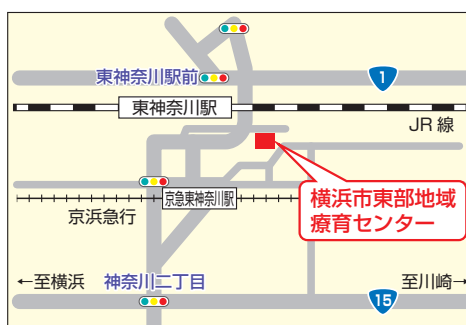 東神奈川駅前
1
東神奈川駅
JR 線
横浜市東部地域
療育センター
京急東神奈川駅
京浜急行
←至横浜
神奈川二丁目
至川崎→
15